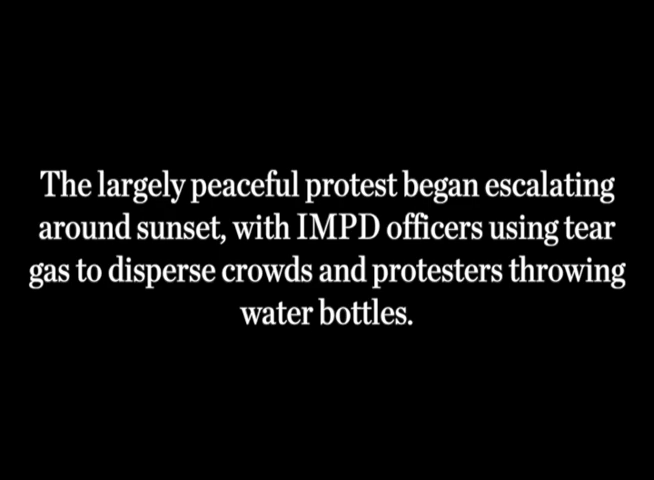 The largely peaceful protest began escalating
around sunset, with IMPD officers using tear
gas to disperse crowds and protesters throwing
water bottles.